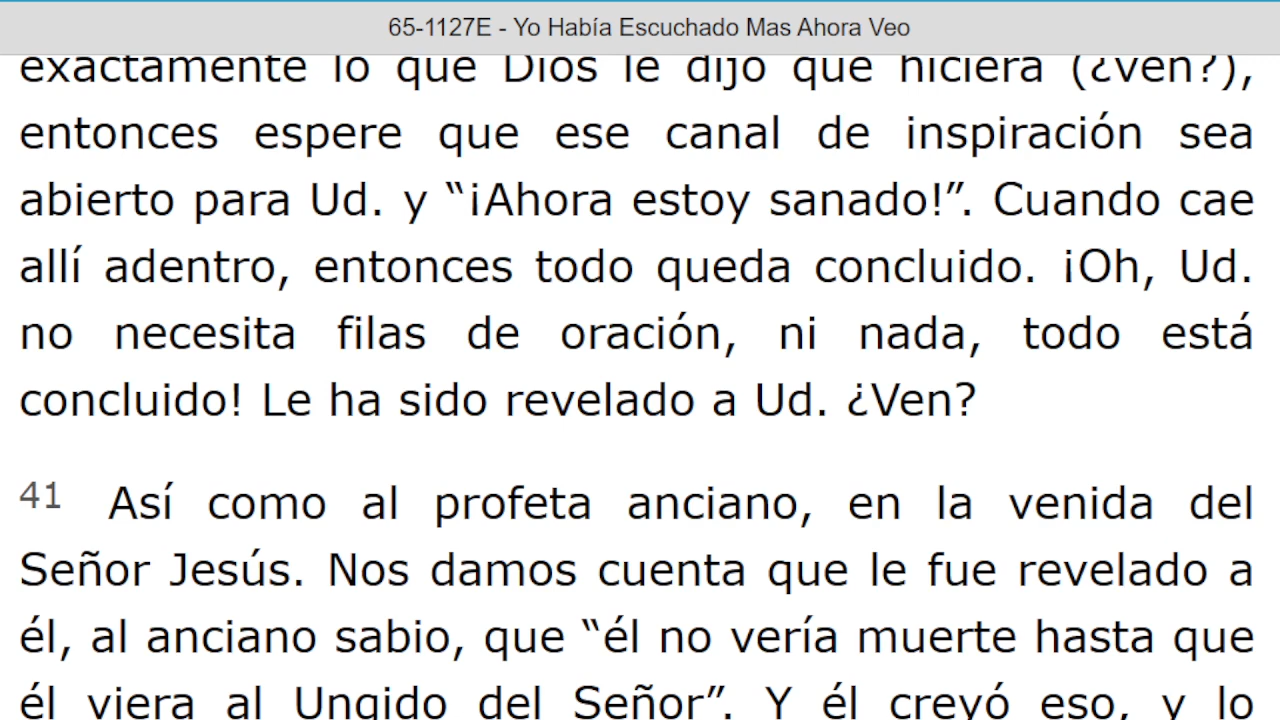 65-1127E - Yo Había Escuchado Mas Ahora Veo
exactamente lo que Dios le dijo que hiciera (¿ven?),
entonces espere que ese canal de inspiración sea
abierto para Ud. y “¡Ahora estoy sanado!”. Cuando cae
allí adentro, entonces todo queda concluido. ¡Oh, Ud.
no necesita filas de oración, ni nada, todo está
concluido! Le ha sido revelado a Ud. ¿Ven?
41 Así como al profeta anciano, en la venida del
Señor Jesús. Nos damos cuenta que le fue revelado a
él, al anciano sabio, que “él no vería muerte hasta que
él viera al Ungido del Señor”. Y él creyó eso, y lo